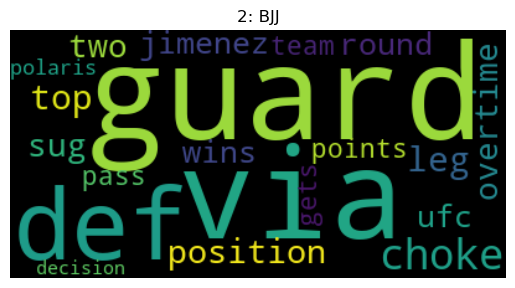 2: BJJ
two jimenez team round
polaris
guard
top
overtime
sug wins points leg
pass
via
def
gets
ufc
position choke
decision